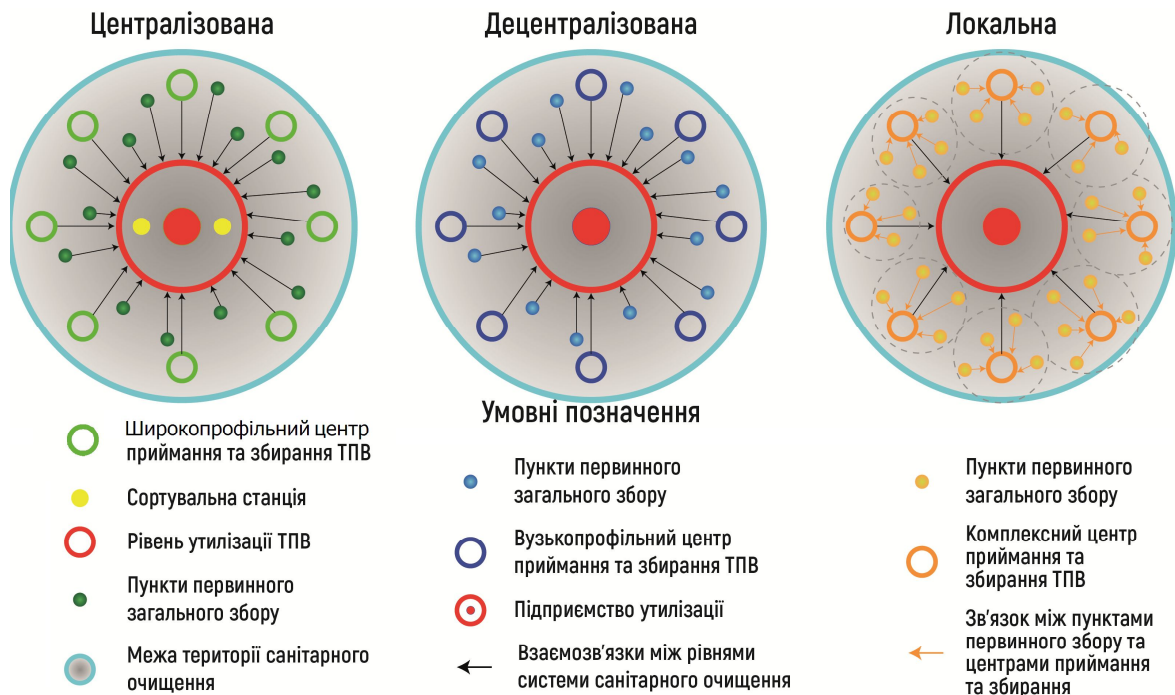 Централізована
Децентралізована
Локальна
Умовні позначення
Широкопрофільний центр
приймання та збирання ТПВ
Сортувальна станція
Рівень утилізації ТПВ
Пункти первинного
загального збору
Межа території санітарного
очищення
Пункти первинного
загального збору
Вузькопрофільний центр
приймання та збирання ТПВ
Підприємство утилізації
Взаємозв'язки між рівнями
системи санітарного очищення
Пункти первинного
загального збору
Комплексний центр
приймання та
збирання ТПВ
Зв'язок між пунктами
первинного збору та
центрами приймання
та збирання